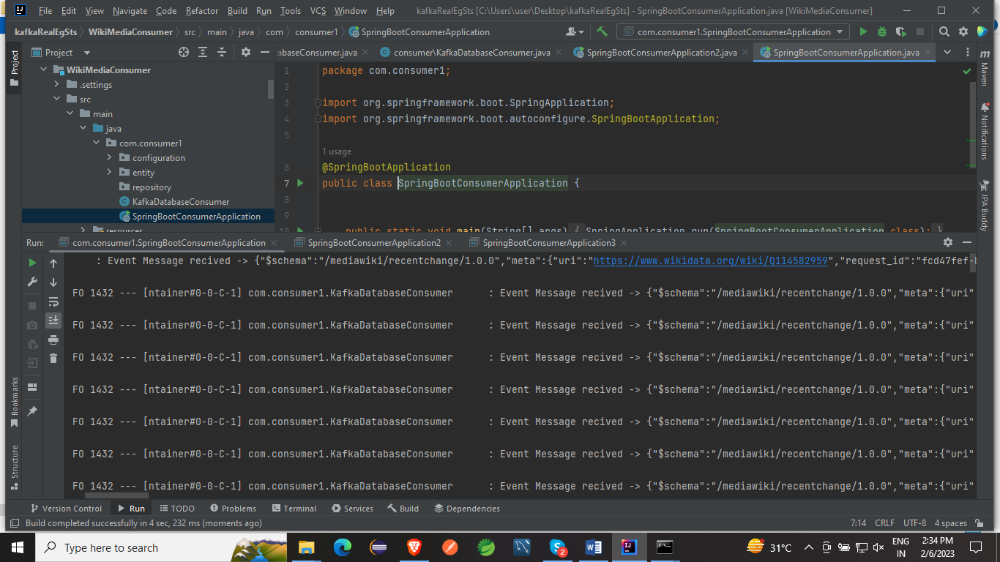 File Edit View Navigate Code Refactor Build Run Tools VCS Window Help kafkaRealEgSts [C:\Users\user\Desktop\kafkaRealEgSts] - SpringBootConsumerApplication.java [WikiMediaConsumer]
kafkaRealEgSts WikiMediaConsumer src main java com consumer1 SpringBootConsumerApplication com.consumer1.SpringBootConsumerApplication
Project abaseConsumer.java consumer\KafkaDatabaseConsumer.java SpringBootConsumerApplication2.java SpringBootConsumerApplication.java
Project
Maven
Notifications
JPA Buddy
WikiMediaConsumer
.settings
src
main
java
com.consumer1
configuration
entity
repository
KafkaDatabaseConsumer
SpringBootConsumerApplication
resources
1 package com.consumer1;
2
3 import org.springframework.boot.SpringApplication;
4 import org.springframework.boot.autoconfigure.SpringBootApplication;
5
1 usage
6 @SpringBootApplication
7 public class SpringBootConsumerApplication {
8
9
10 public static void main(String[] args) { SpringApplication.run(SpringBootConsumerApplication.class); }
Run: com.consumer1.SpringBootConsumerApplication SpringBootConsumerApplication2 SpringBootConsumerApplication3
: Event Message recived -> {"$schema":"/mediawiki/recentchange/1.0.0","meta":{"uri":"https://www.wikidata.org/wiki/Q114582959","request_id":"fcd47fef-
FO 1432 --- [ntainer#0-0-C-1] com.consumer1.KafkaDatabaseConsumer : Event Message recived -> {"$schema":"/mediawiki/recentchange/1.0.0","meta":{"uri"
FO 1432 --- [ntainer#0-0-C-1] com.consumer1.KafkaDatabaseConsumer : Event Message recived -> {"$schema":"/mediawiki/recentchange/1.0.0","meta":{"uri"
FO 1432 --- [ntainer#0-0-C-1] com.consumer1.KafkaDatabaseConsumer : Event Message recived -> {"$schema":"/mediawiki/recentchange/1.0.0","meta":{"uri"
FO 1432 --- [ntainer#0-0-C-1] com.consumer1.KafkaDatabaseConsumer : Event Message recived -> {"$schema":"/mediawiki/recentchange/1.0.0","meta":{"uri"
FO 1432 --- [ntainer#0-0-C-1] com.consumer1.KafkaDatabaseConsumer : Event Message recived -> {"$schema":"/mediawiki/recentchange/1.0.0","meta":{"uri"
FO 1432 --- [ntainer#0-0-C-1] com.consumer1.KafkaDatabaseConsumer : Event Message recived -> {"$schema":"/mediawiki/recentchange/1.0.0","meta":{"uri"
FO 1432 --- [ntainer#0-0-C-1] com.consumer1.KafkaDatabaseConsumer : Event Message recived -> {"$schema":"/mediawiki/recentchange/1.0.0","meta":{"uri"
Bookmarks
Structure
Version Control Run TODO Problems Terminal Services Build Dependencies
Build completed successfully in 4 sec, 232 ms (moments ago) 7:14 CRLF UTF-8 4 spaces
Type here to search 2 31°C ENG 2:34 PM
IN 2/6/2023